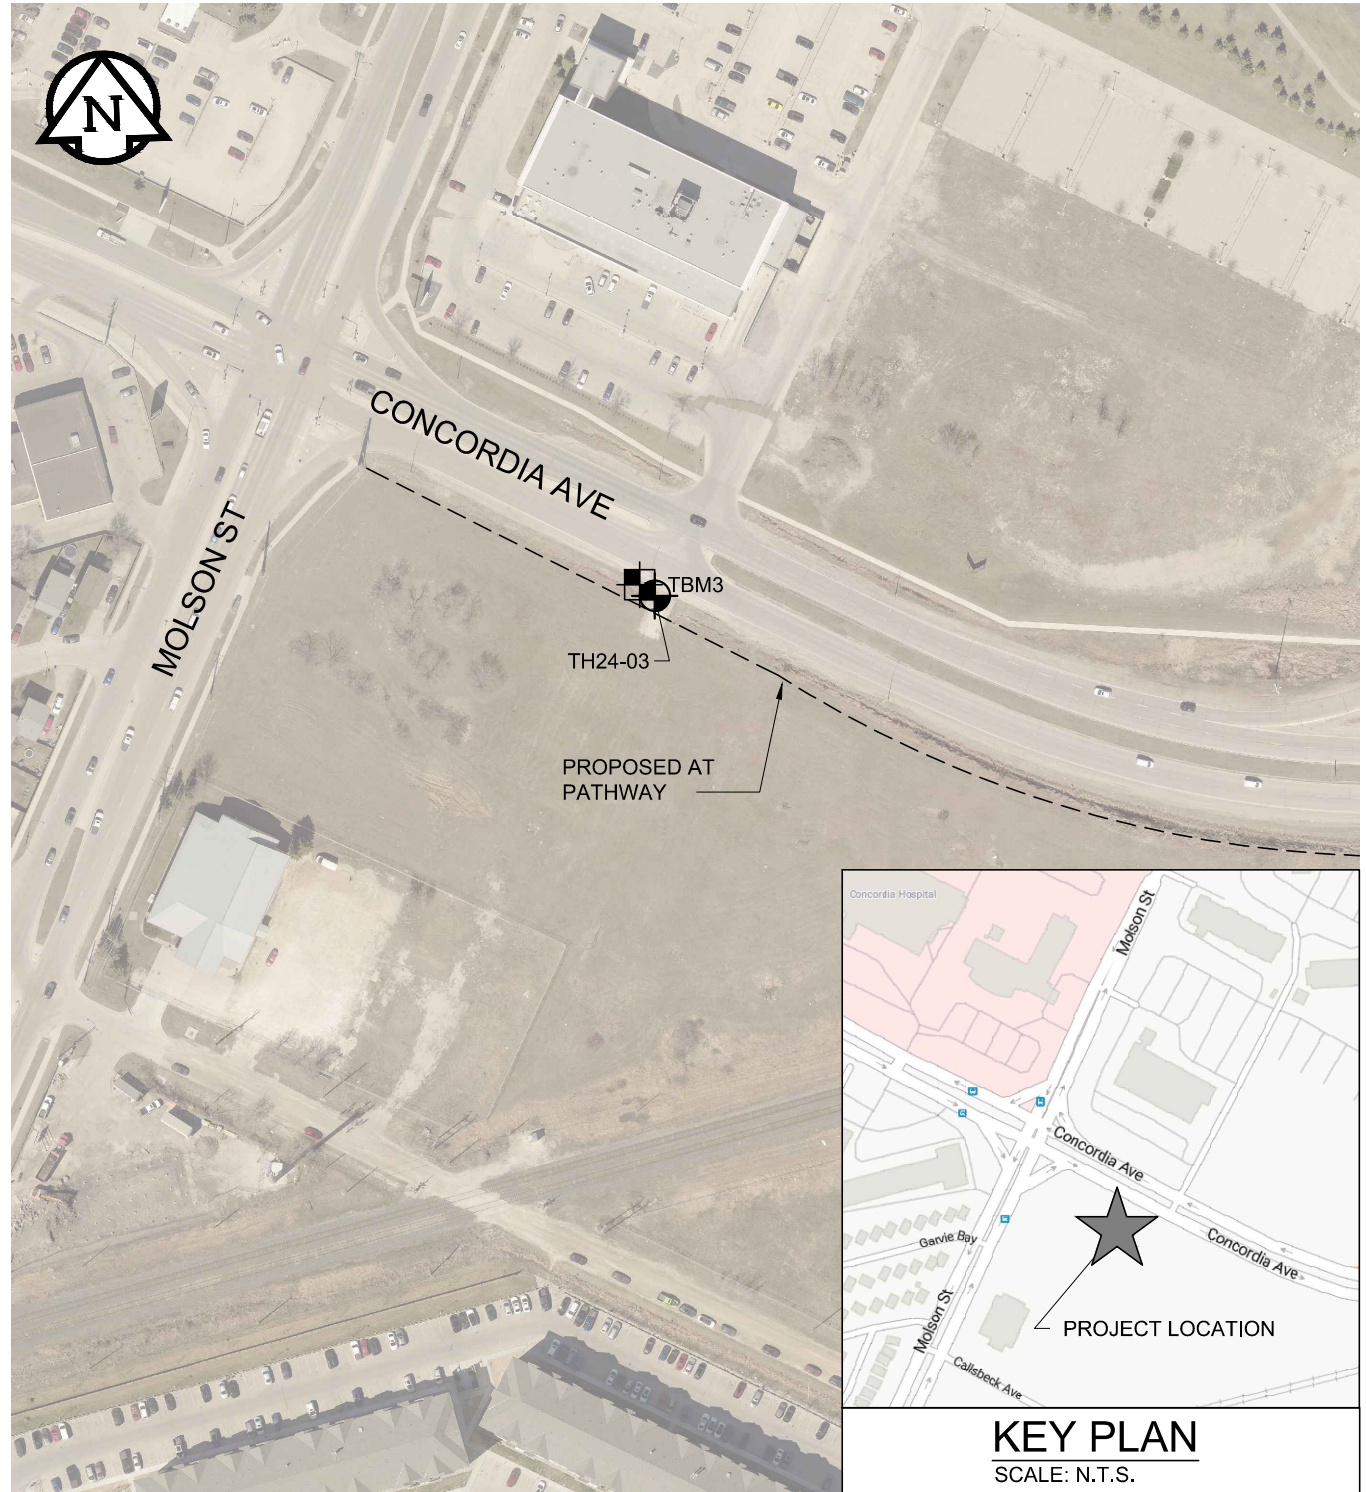 N
CONCORDIA AVE
MOLSON ST
TBM3
TH24-03
PROPOSED AT
PATHWAY
Concordia Hospital
Molson St
Concordia Ave
Concordia Ave
Garvie Bay
Molson St
PROJECT LOCATION
Callsbeck Ave
KEY PLAN
SCALE: N.T.S.